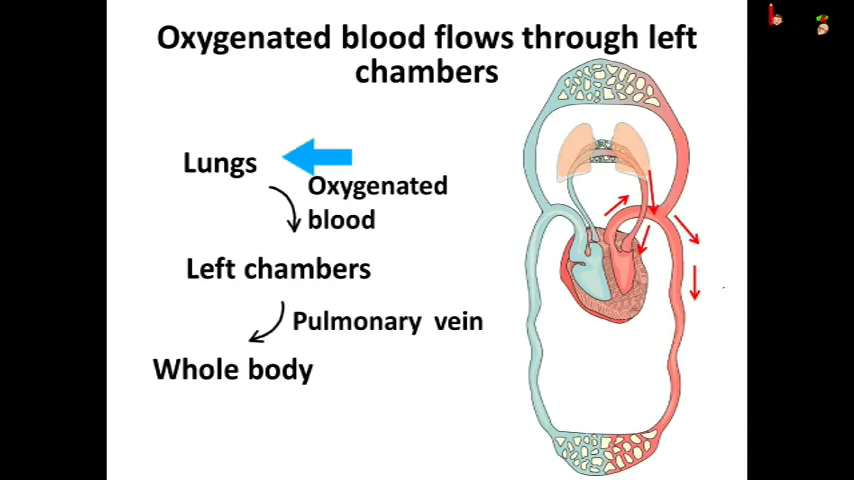 Oxygenated blood flows through left
chambers
Lungs
Oxygenated
blood
Left chambers
Pulmonary vein
Whole body